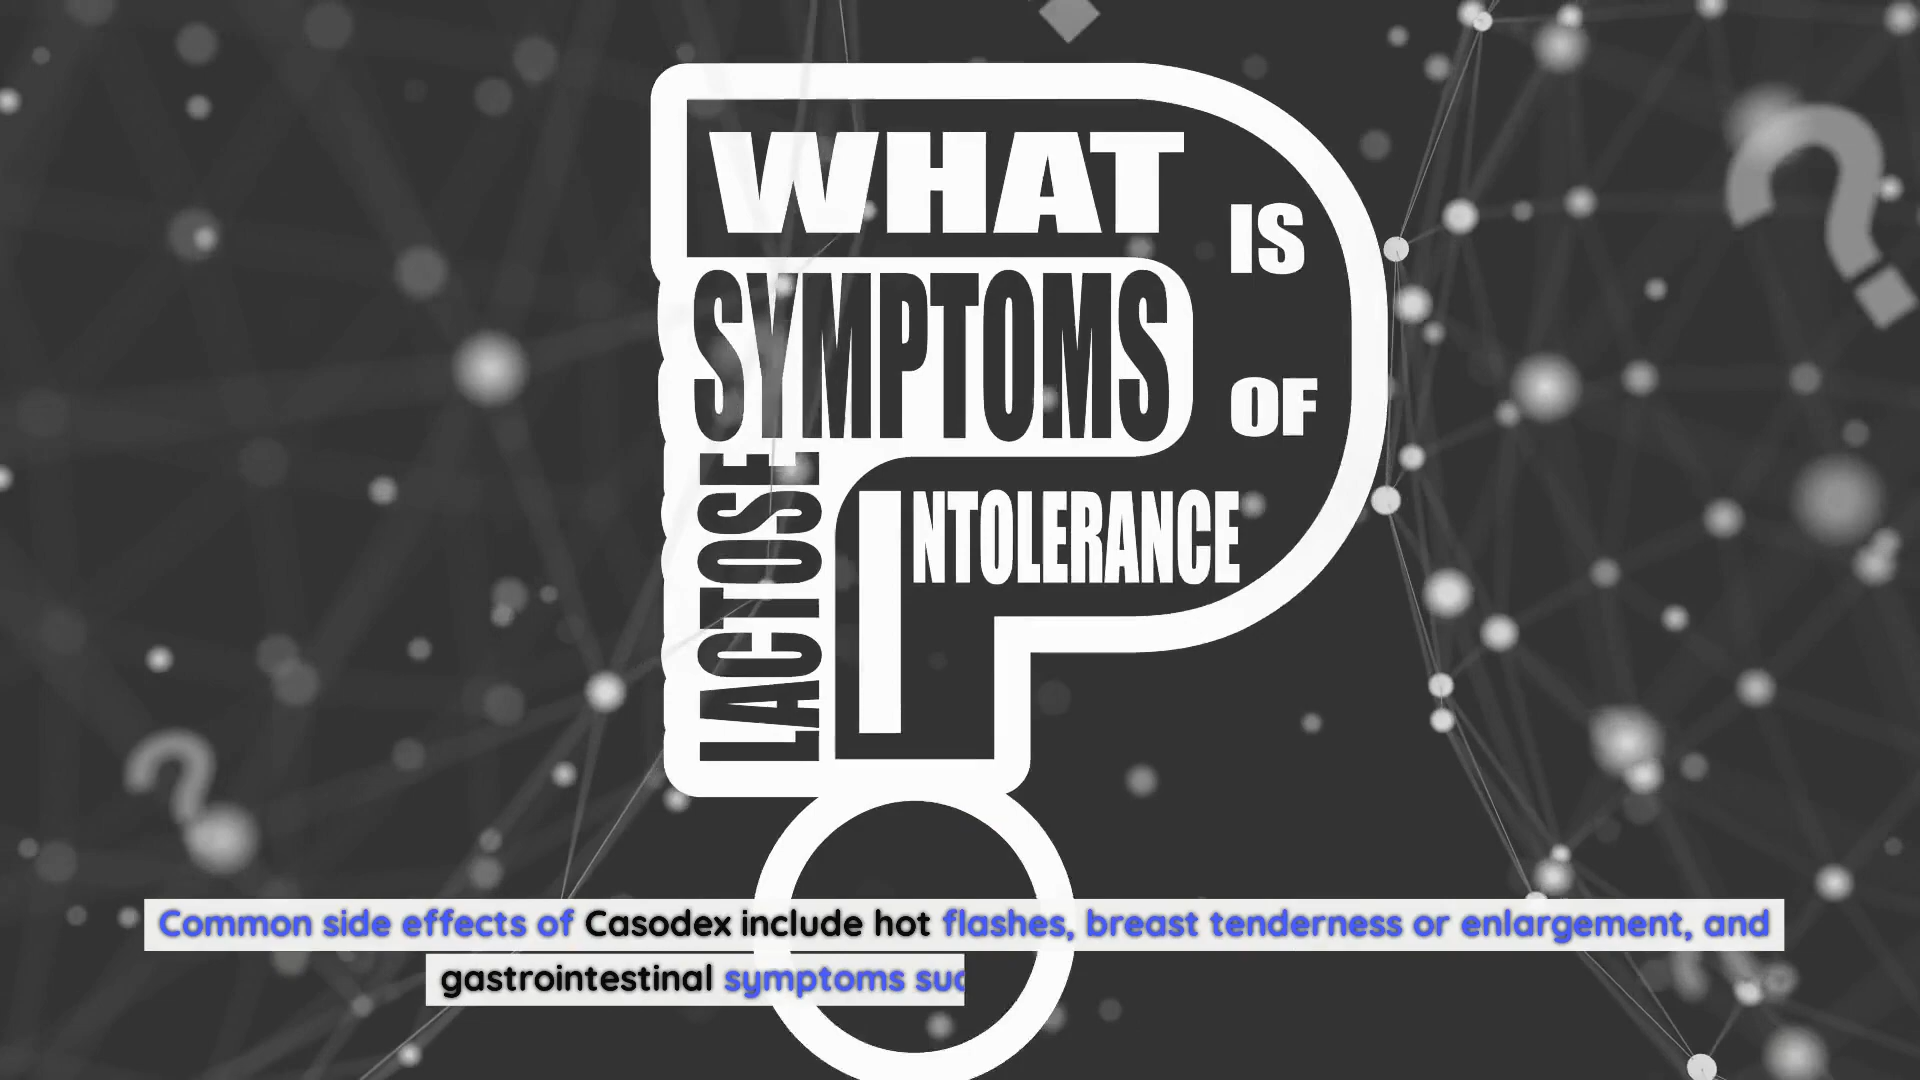 WHAT
IS
SYMPTOMS
OF
LACTOSE
INTOLERANCE
Common side effects of Casodex include hot flashes, breast tenderness or enlargement, and
gastrointestinal symptoms